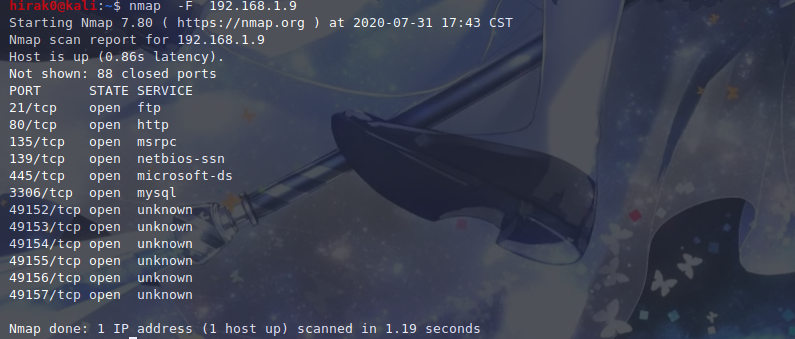 hirak0@kali:~$ nmap  -F  192.168.1.9
Starting Nmap 7.80 ( https://nmap.org ) at 2020-07-31 17:43 CST
Nmap scan report for 192.168.1.9
Host is up (0.86s latency).
Not shown: 88 closed ports
PORT      STATE SERVICE
21/tcp    open  ftp
80/tcp    open  http
135/tcp   open  msrpc
139/tcp   open  netbios-ssn
445/tcp   open  microsoft-ds
3306/tcp  open  mysql
49152/tcp open  unknown
49153/tcp open  unknown
49154/tcp open  unknown
49155/tcp open  unknown
49156/tcp open  unknown
49157/tcp open  unknown
Nmap done: 1 IP address (1 host up) scanned in 1.19 seconds